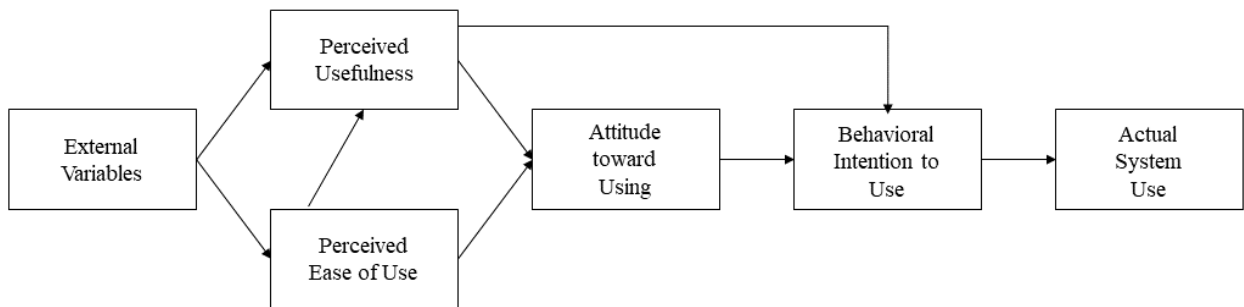 Perceived
Usefulness
External
Variables
Perceived
Ease of Use
Attitude
toward
Using
Behavioral
Intention to
Use
Actual
System
Use